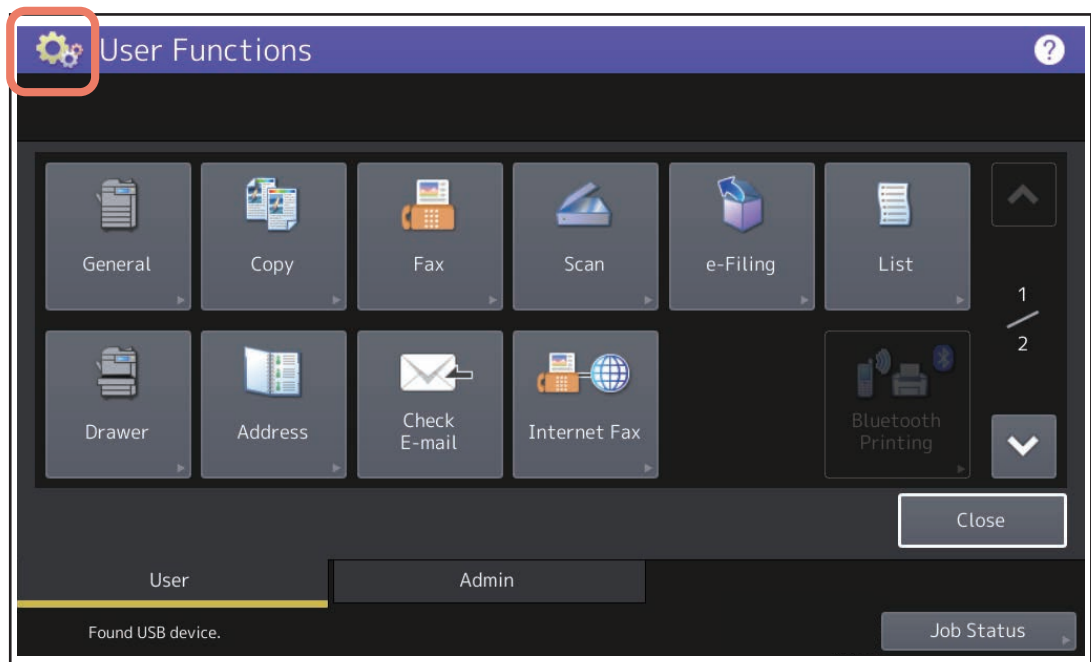 User Functions
?
General
Copy
Fax
Scan
e-Filing
List
1
2
Drawer
Address
Check
E-mail
Internet Fax
Bluetooth
Printing
Close
User
Admin
Found USB device.
Job Status